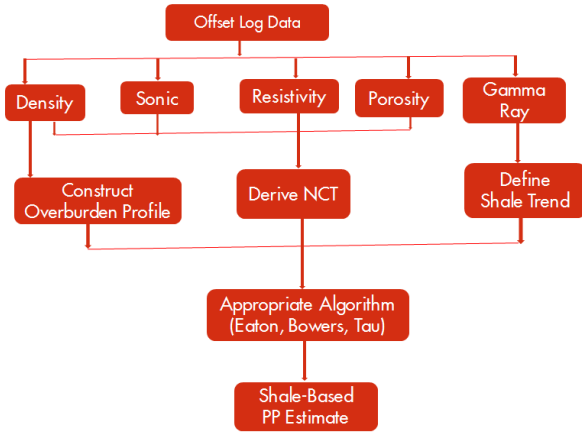 Offset Log Data
Density
Sonic
Resistivity
Porosity
Gamma
Ray
Construct
Overburden Profile
Derive NCT
Define
Shale Trend
Appropriate Algorithm
(Eaton, Bowers, Tau)
Shale-Based
PP Estimate